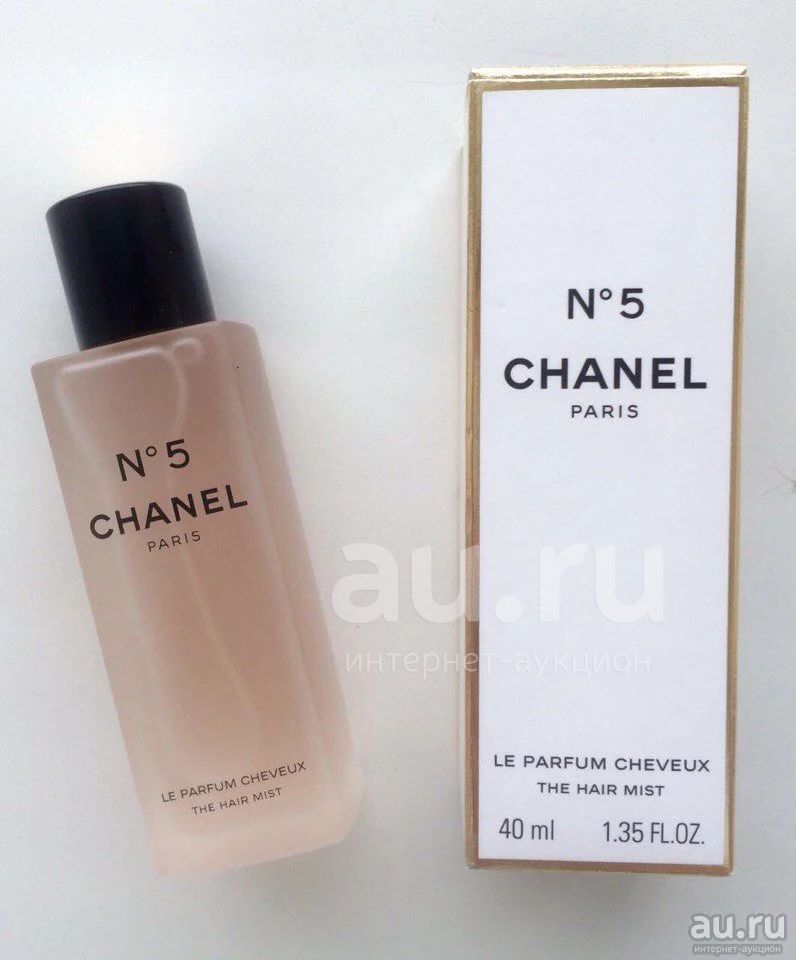 N° 5
CHANEL
PARIS
LE PARFUM CHEVEUX
THE HAIR MIST
N° 5
CHANEL
PARIS
LE PARFUM CHEVEUX
THE HAIR MIST
40 ml 1.35 FL.OZ.
au.ru
интернет-аукцион
au.ru
интернет-аукцион